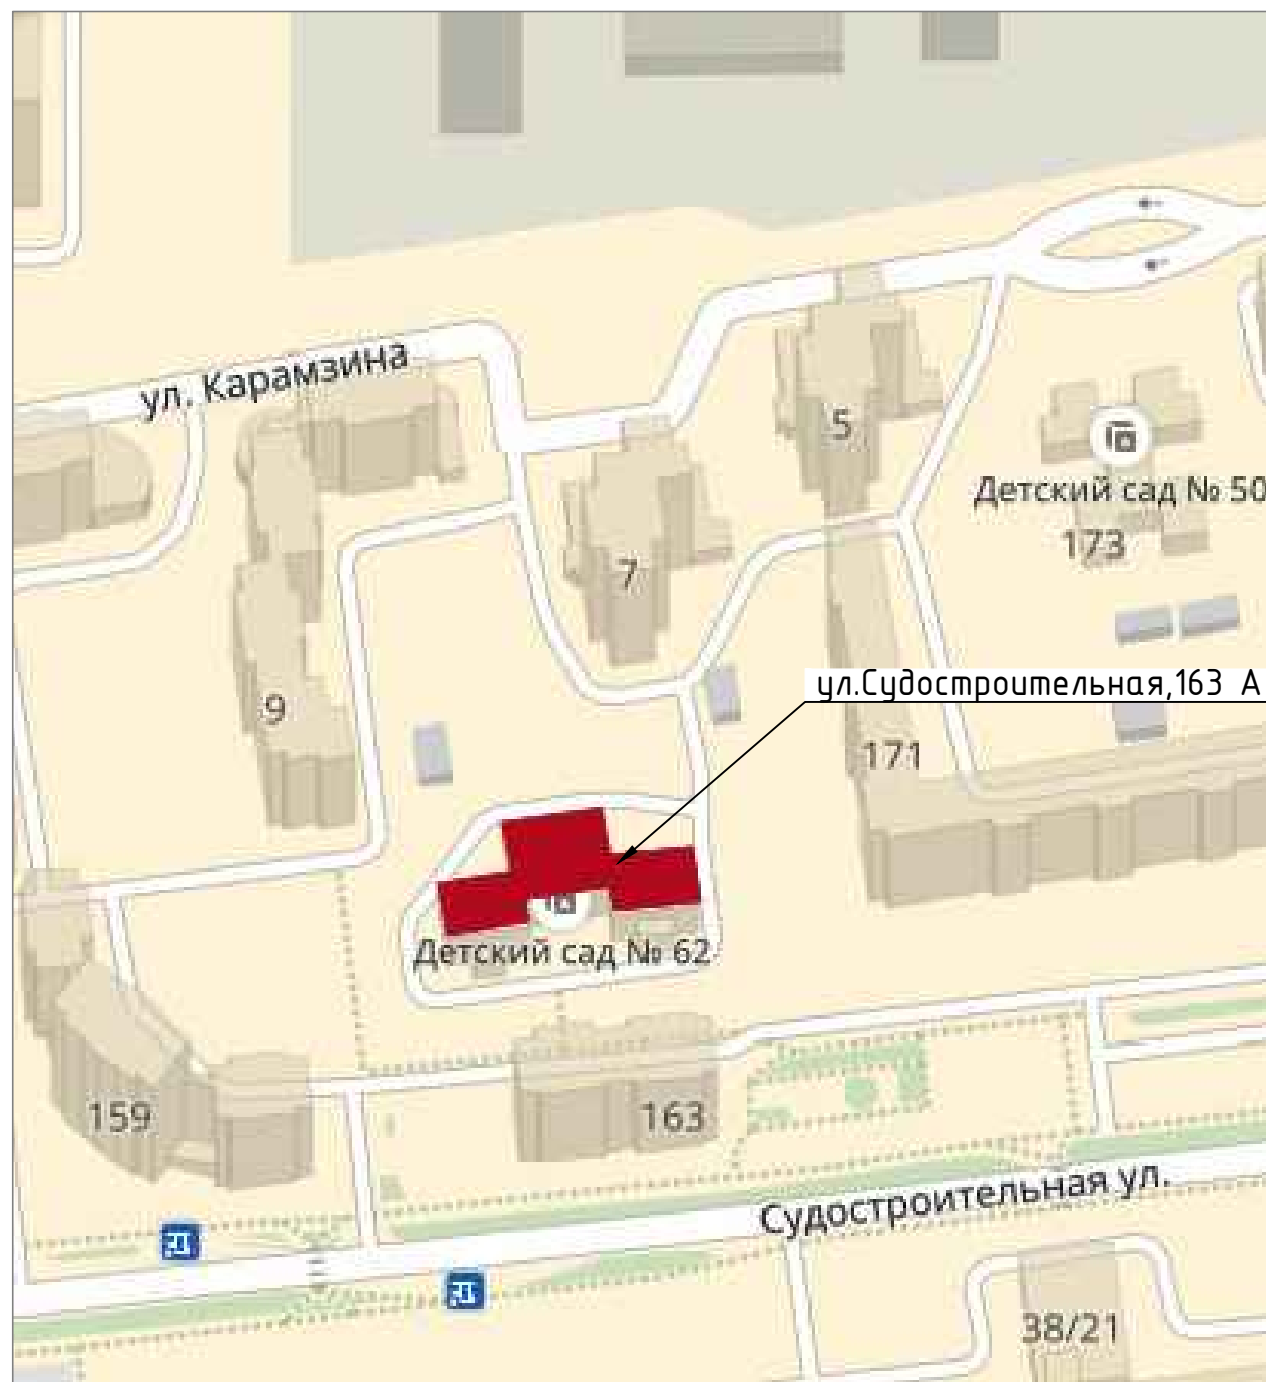 ул. Карамзина
5
Детский сад № 50
173
7
ул.Судостроительная,163 А
9
171
Детский сад № 62
159
163
Судостроительная ул.
38/21